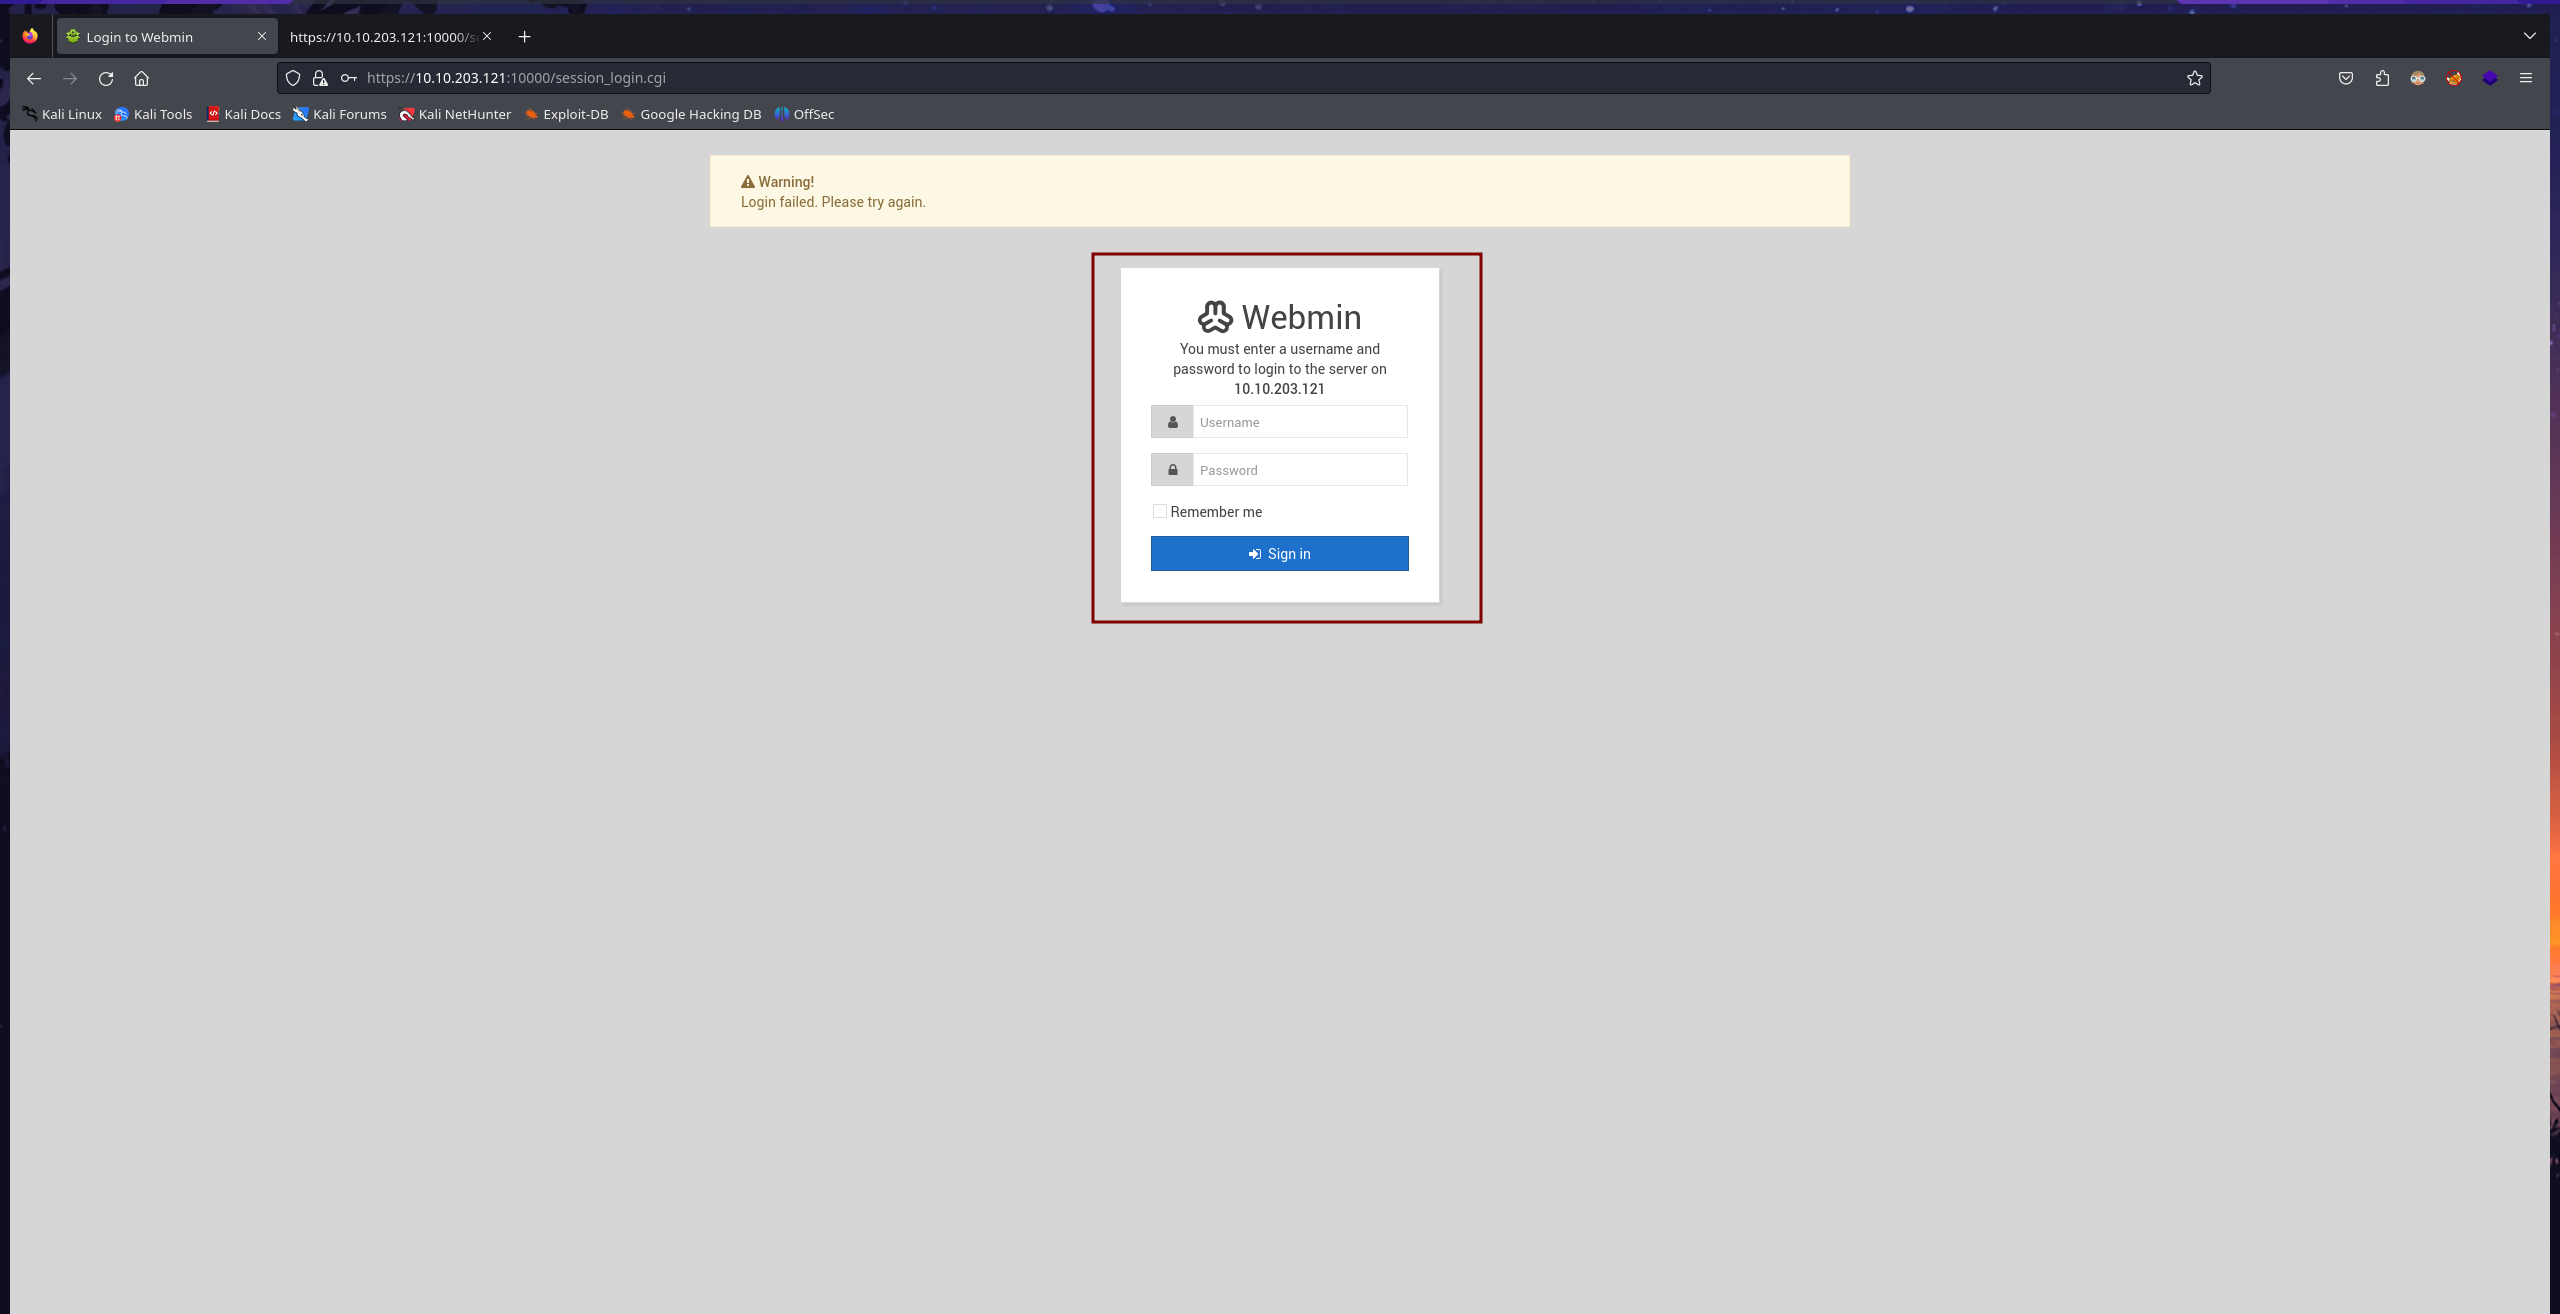 Login to Webmin
https://10.10.203.121:10000/s
https://10.10.203.121:10000/session_login.cgi
Kali Linux Kali Tools Kali Docs Kali Forums Kali NetHunter Exploit-DB Google Hacking DB OffSec
Warning!
Login failed. Please try again.
Webmin
You must enter a username and
password to login to the server on
10.10.203.121
Username
Password
Remember me
Sign in